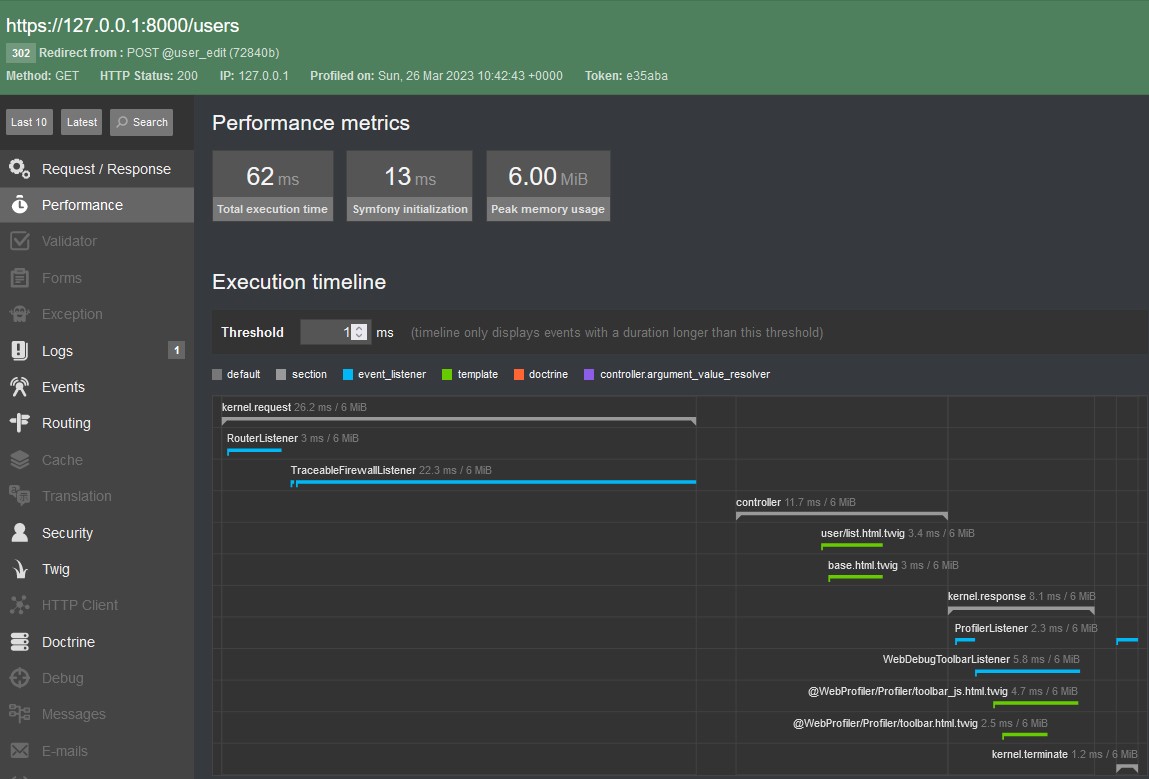 https://127.0.0.1:8000/users
302 Redirect from : POST @user_edit (72840b)
Method: GET HTTP Status: 200 IP: 127.0.0.1 Profiled on: Sun, 26 Mar 2023 10:42:43 +0000 Token: e35aba
Last 10 Latest Search
Request / Response
Performance
Validator
Forms
Exception
Logs 1
Events
Routing
Cache
Translation
Security
Twig
HTTP Client
Doctrine
Debug
Messages
E-mails
Performance metrics
62 ms
Total execution time
13 ms
Symfony initialization
6.00 MiB
Peak memory usage
Execution timeline
Threshold 1 ms (timeline only displays events with a duration longer than this threshold)
default section event_listener template doctrine controller.argument_value_resolver
kernel.request 26.2 ms / 6 MiB
RouterListener 3 ms / 6 MiB
TraceableFirewallListener 22.3 ms / 6 MiB
controller 11.7 ms / 6 MiB
user/list.html.twig 3.4 ms / 6 MiB
base.html.twig 3 ms / 6 MiB
kernel.response 8.1 ms / 6 MiB
ProfilerListener 2.3 ms / 6 MiB
WebDebugToolbarListener 5.8 ms / 6 MiB
@WebProfiler/Profiler/toolbar_js.html.twig 4.7 ms / 6 MiB
@WebProfiler/Profiler/toolbar.html.twig 2.5 ms / 6 MiB
kernel.terminate 1.2 ms / 6 MiB